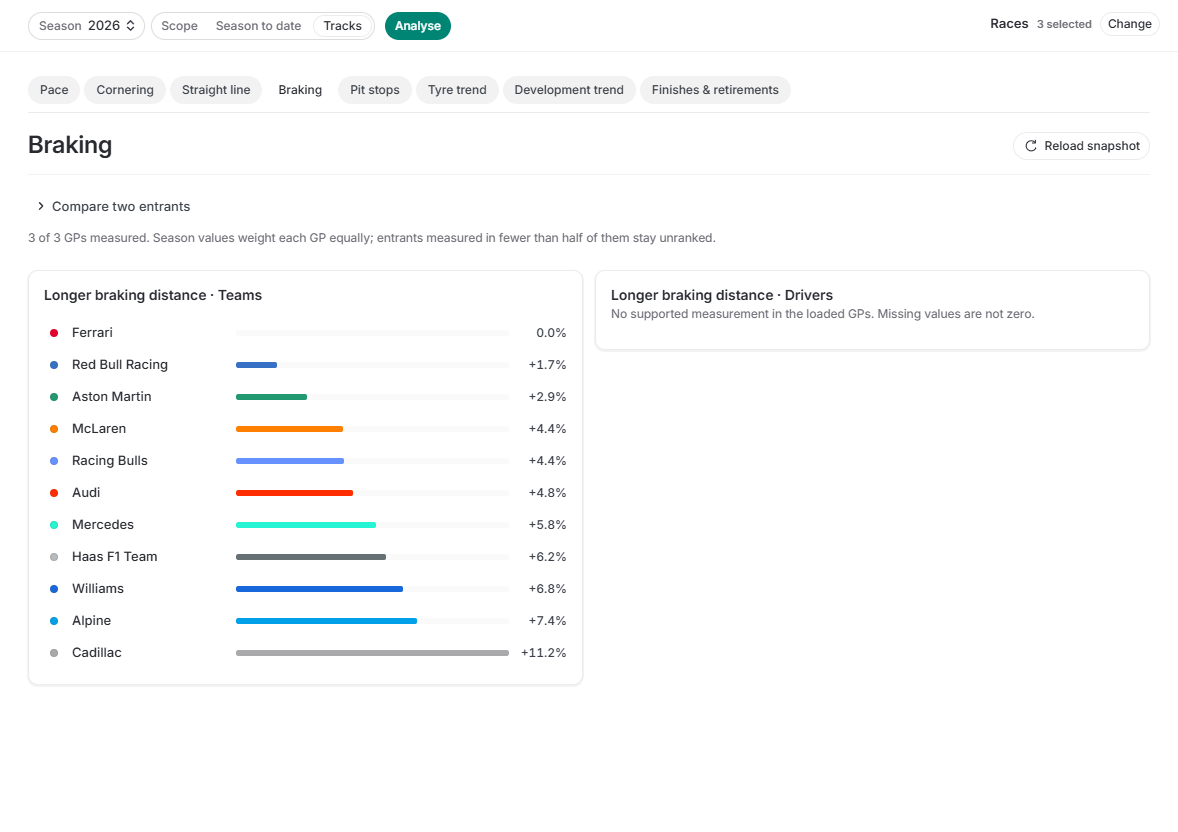 Season 2026 Scope Season to date Tracks Analyse Races 3 selected Change
Pace Cornering Straight line Braking Pit stops Tyre trend Development trend Finishes & retirements
Braking Reload snapshot
Compare two entrants
3 of 3 GPs measured. Season values weight each GP equally; entrants measured in fewer than half of them stay unranked.
Longer braking distance · Teams
Ferrari 0.0%
Red Bull Racing +1.7%
Aston Martin +2.9%
McLaren +4.4%
Racing Bulls +4.4%
Audi +4.8%
Mercedes +5.8%
Haas F1 Team +6.2%
Williams +6.8%
Alpine +7.4%
Cadillac +11.2%
Longer braking distance · Drivers
No supported measurement in the loaded GPs. Missing values are not zero.